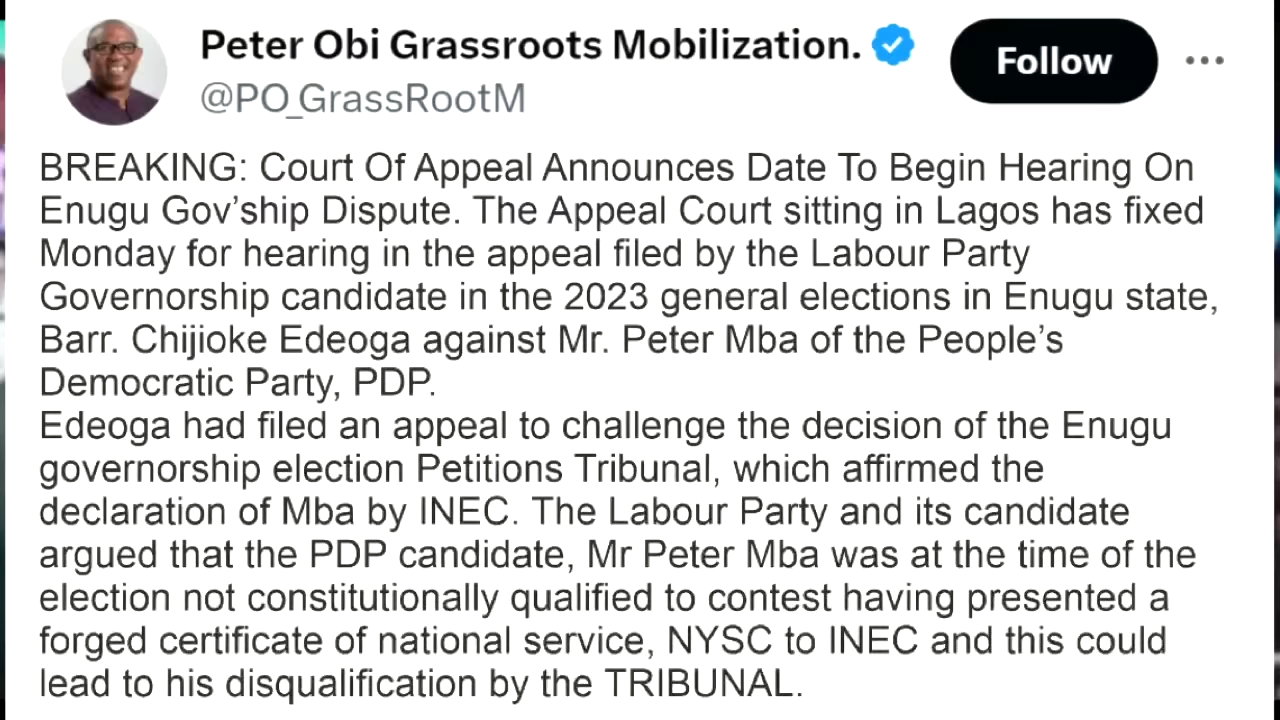 Peter Obi Grassroots Mobilization.
Follow
@PO_GrassRootM
BREAKING: Court Of Appeal Announces Date To Begin Hearing On
Enugu Gov’ship Dispute. The Appeal Court sitting in Lagos has fixed
Monday for hearing in the appeal filed by the Labour Party
Governorship candidate in the 2023 general elections in Enugu state,
Barr. Chijioke Edeoga against Mr. Peter Mba of the People’s
Democratic Party, PDP.
Edeoga had filed an appeal to challenge the decision of the Enugu
governorship election Petitions Tribunal, which affirmed the
declaration of Mba by INEC. The Labour Party and its candidate
argued that the PDP candidate, Mr Peter Mba was at the time of the
election not constitutionally qualified to contest having presented a
forged certificate of national service, NYSC to INEC and this could
lead to his disqualification by the TRIBUNAL.